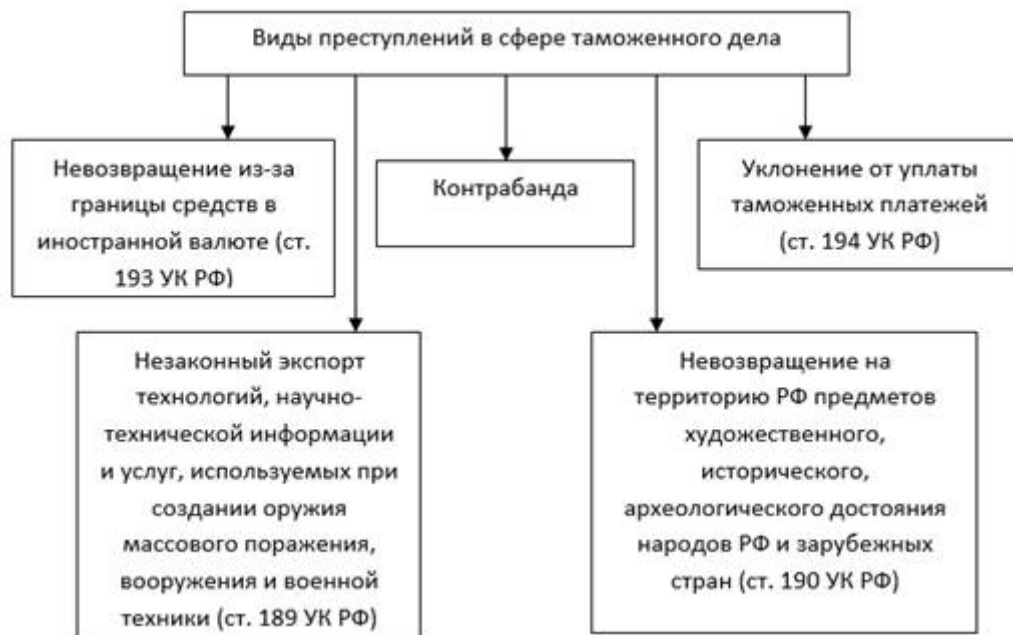 Виды преступлений в сфере таможенного дела
Невозвращение из-за
границы средств в
иностранной валюте (ст.
193 УК РФ)
Контрабанда
Уклонение от уплаты
таможенных платежей
(ст. 194 УК РФ)
Незаконный экспорт
технологий, научно-
технической информации
и услуг, используемых при
создании оружия
массового поражения,
вооружения и военной
техники (ст. 189 УК РФ)
Невозвращение на
территорию РФ предметов
художественного,
исторического,
археологического достояния
народов РФ и зарубежных
стран (ст. 190 УК РФ)